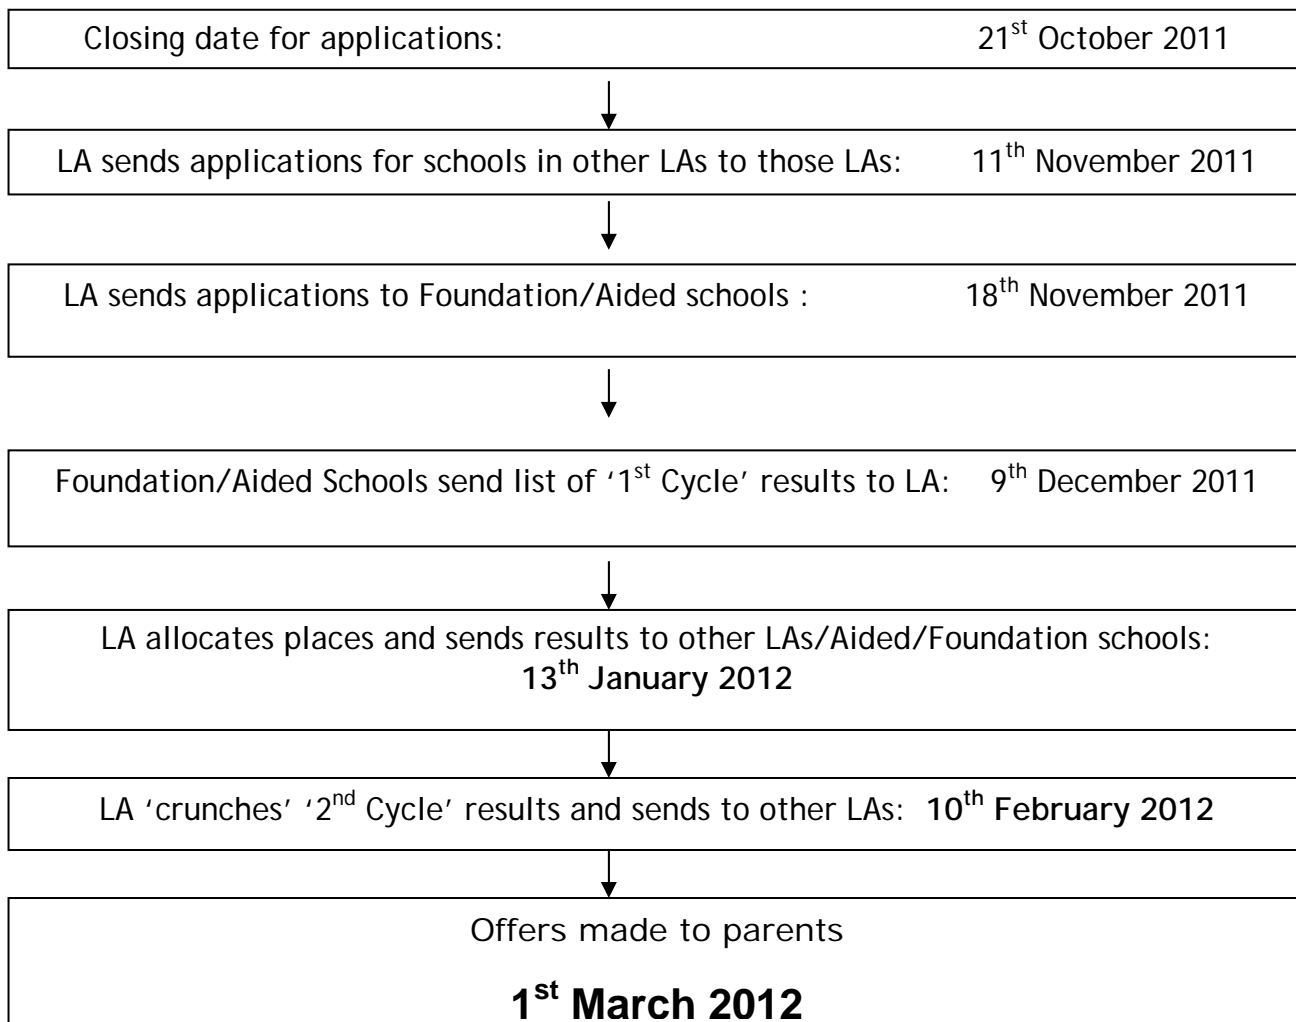 Closing date for applications: 21st October 2011
LA sends applications for schools in other LAs to those LAs: 11th November 2011
LA sends applications to Foundation/Aided schools : 18th November 2011
Foundation/Aided Schools send list of ‘1st Cycle’ results to LA: 9th December 2011
LA allocates places and sends results to other LAs/Aided/Foundation schools:
13th January 2012
LA ‘crunches’ ‘2nd Cycle’ results and sends to other LAs: 10th February 2012
Offers made to parents
1st March 2012